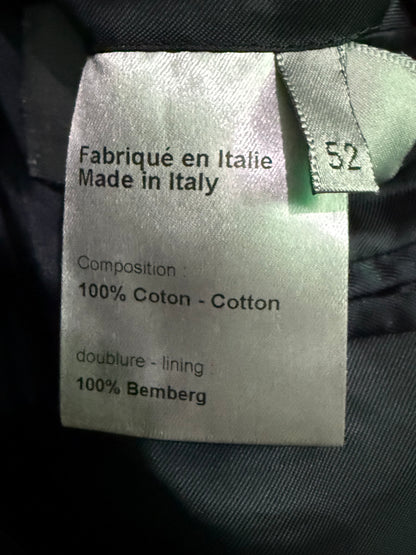 Fabriqué en Italie
Made in Italy
52
Composition :
100% Coton - Cotton
doublure - lining :
100% Bemberg